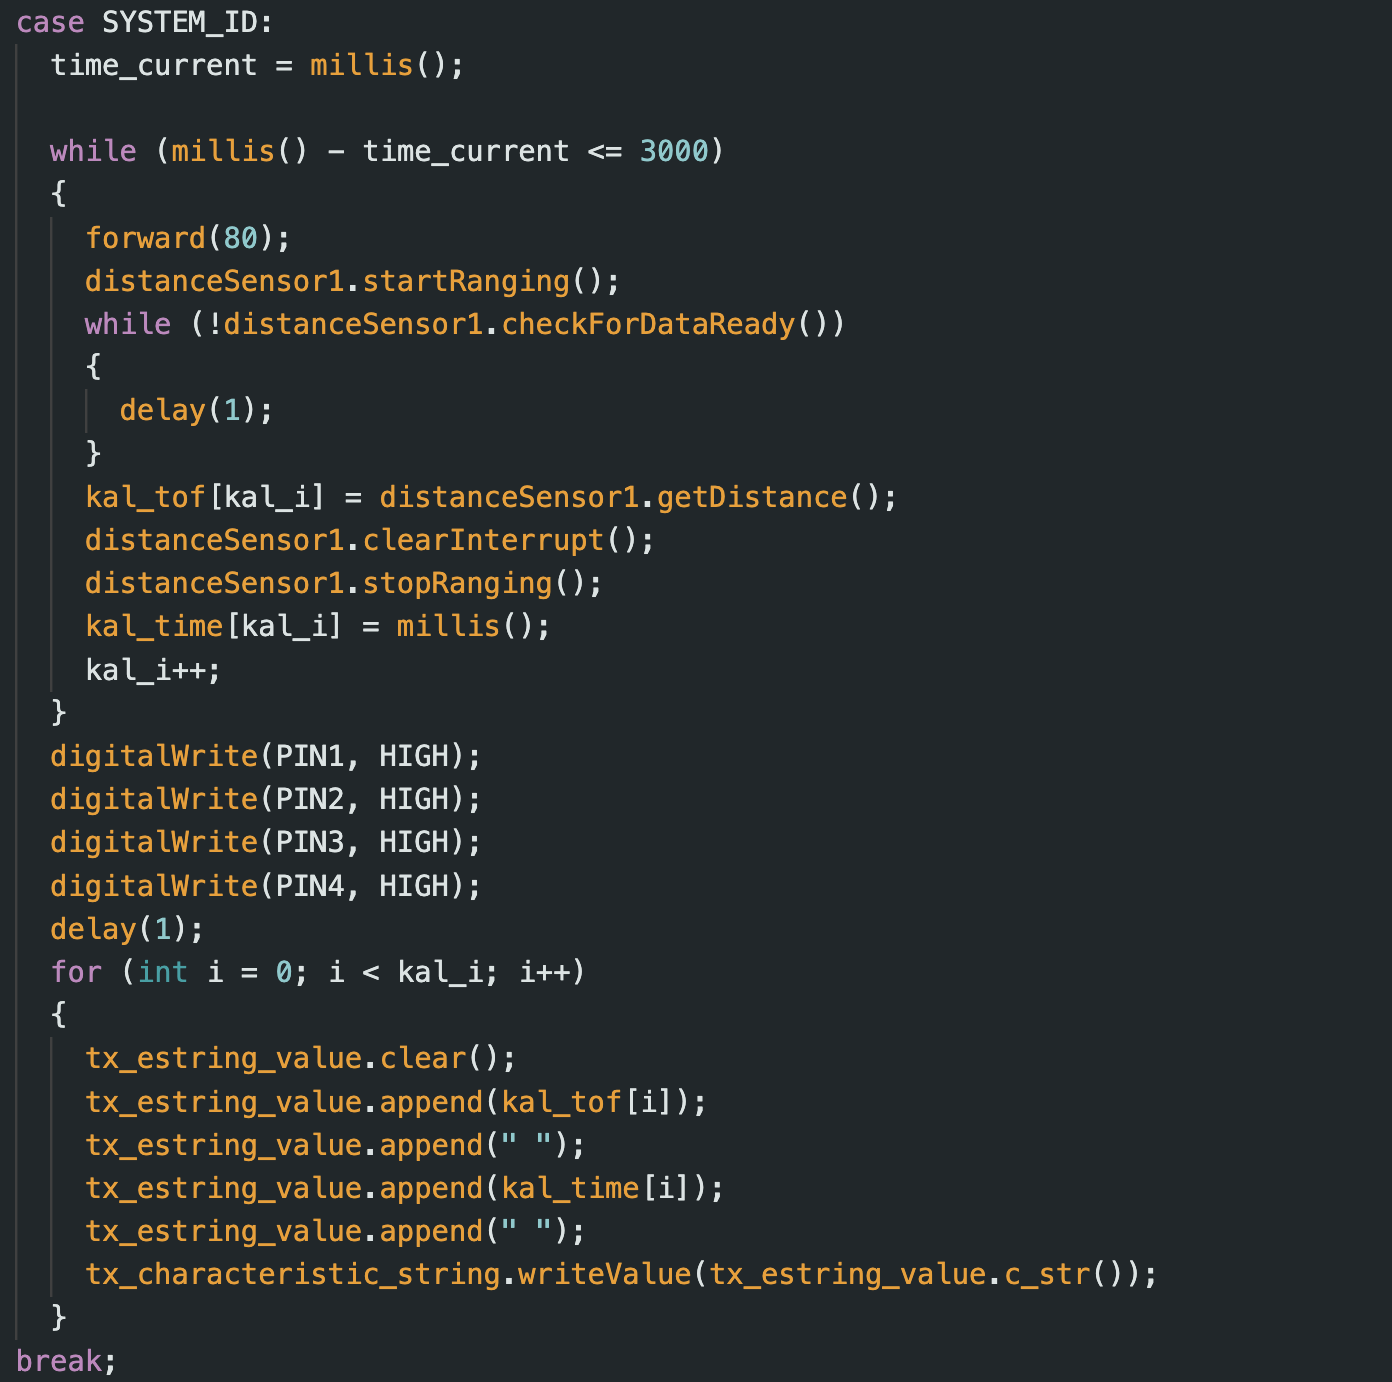 case SYSTEM_ID:
  time_current = millis();

  while (millis() - time_current <= 3000)
  {
    forward(80);
    distanceSensor1.startRanging();
    while (!distanceSensor1.checkForDataReady())
    {
      delay(1);
    }
    kal_tof[kal_i] = distanceSensor1.getDistance();
    distanceSensor1.clearInterrupt();
    distanceSensor1.stopRanging();
    kal_time[kal_i] = millis();
    kal_i++;
  }
  digitalWrite(PIN1, HIGH);
  digitalWrite(PIN2, HIGH);
  digitalWrite(PIN3, HIGH);
  digitalWrite(PIN4, HIGH);
  delay(1);
  for (int i = 0; i < kal_i; i++)
  {
    tx_estring_value.clear();
    tx_estring_value.append(kal_tof[i]);
    tx_estring_value.append(" ");
    tx_estring_value.append(kal_time[i]);
    tx_estring_value.append(" ");
    tx_characteristic_string.writeValue(tx_estring_value.c_str());
  }
break;